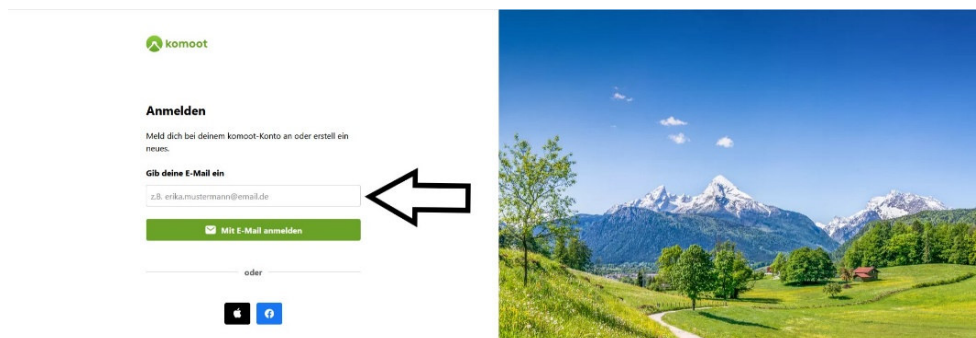 komoot
Anmelden
Meld dich bei deinem komoot-Konto an oder erstell ein
neues.
Gib deine E-Mail ein
z.B. erika.mustermann@email.de
Mit E-Mail anmelden
oder